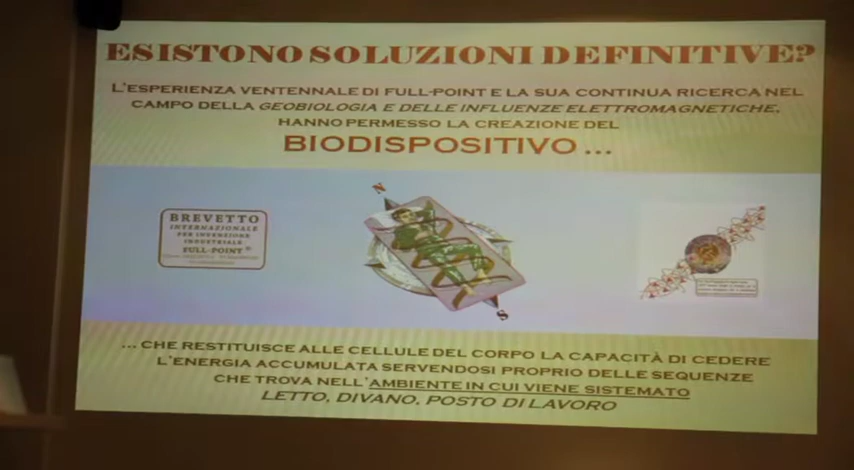 ESISTONO SOLUZIONI DEFINITIVE?
L'ESPERIENZA VENTENNALE DI FULL-POINT E LA SUA CONTINUA RICERCA NEL
CAMPO DELLA GEOBIOLOGIA E DELLE INFLUENZE ELETTROMAGNETICHE,
HANNO PERMESSO LA CREAZIONE DEL
BIODISPOSITIVO ...
BREVETTO
INTERNAZIONALE
PER INVENZIONE
INDUSTRIALE
FULL-POINT ®
N
S
... CHE RESTITUISCE ALLE CELLULE DEL CORPO LA CAPACITÀ DI CEDERE
L'ENERGIA ACCUMULATA SERVENDOSI PROPRIO DELLE SEQUENZE
CHE TROVA NELL'AMBIENTE IN CUI VIENE SISTEMATO
LETTO, DIVANO, POSTO DI LAVORO